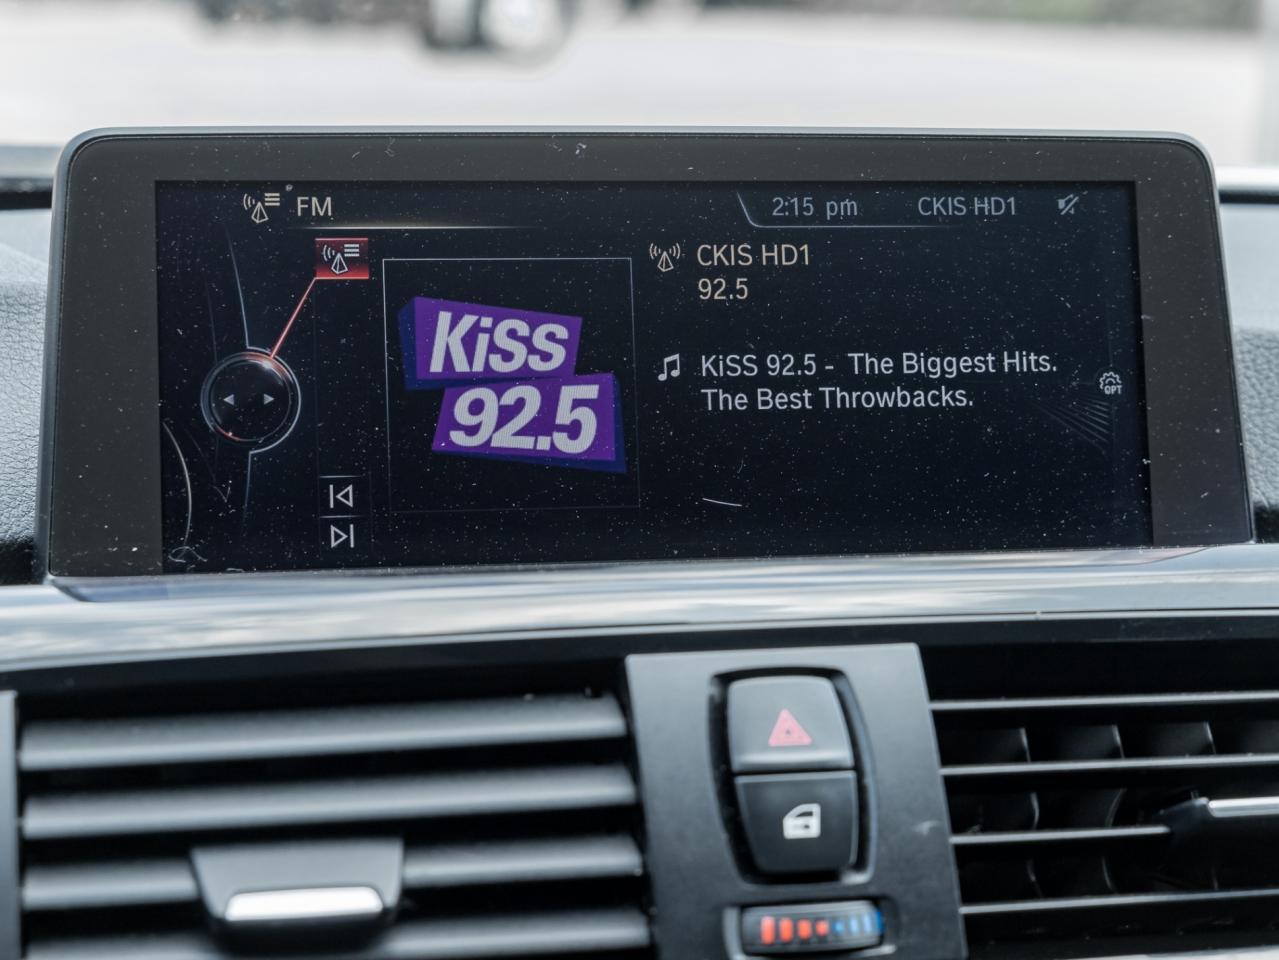 FM
2:15 pm
CKIS HD1
CKIS HD1
92.5
KiSS
92.5
KiSS 92.5 - The Biggest Hits.
The Best Throwbacks.
OPT